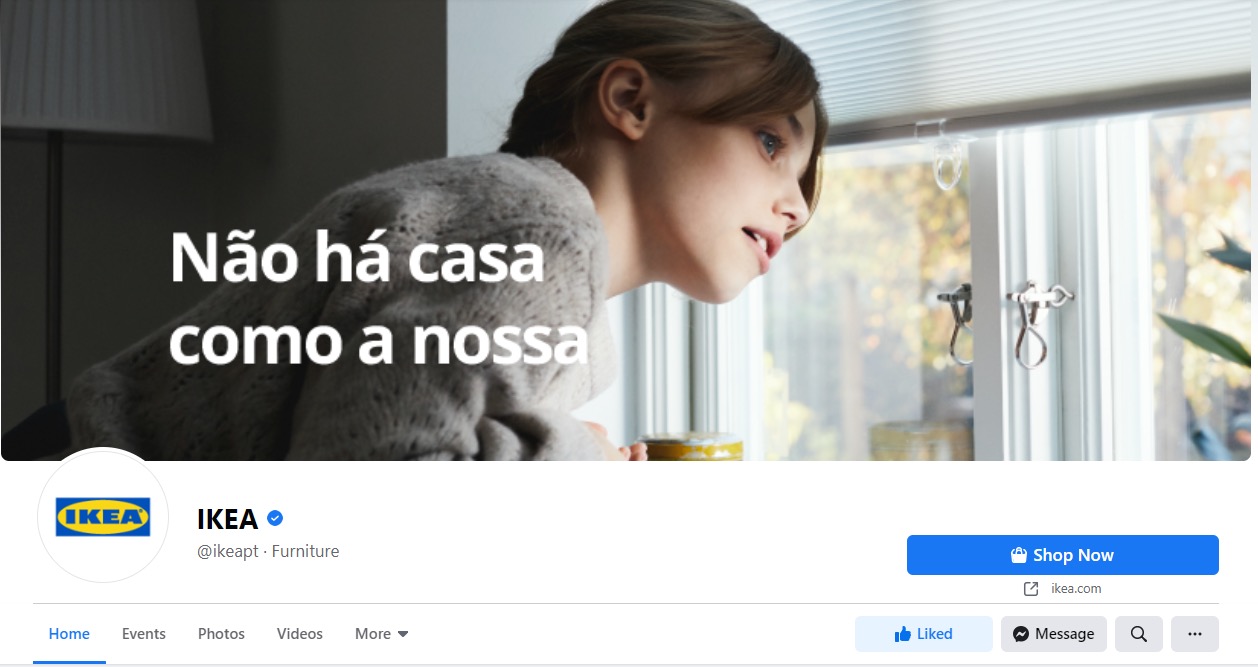 Não há casa
como a nossa
IKEA
IKEA
@ikeapt · Furniture
Shop Now
ikea.com
Home Events Photos Videos More
Liked Message